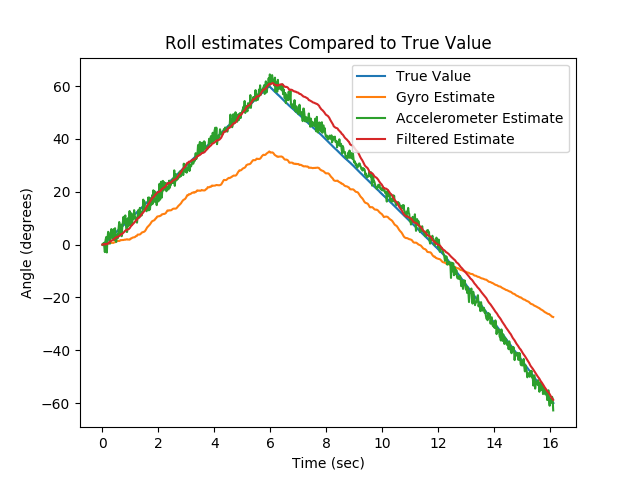 Roll estimates Compared to True Value
True Value
Gyro Estimate
Accelerometer Estimate
Filtered Estimate
Angle (degrees)
60
40
20
0
−20
−40
−60
0 2 4 6 8 10 12 14 16
Time (sec)